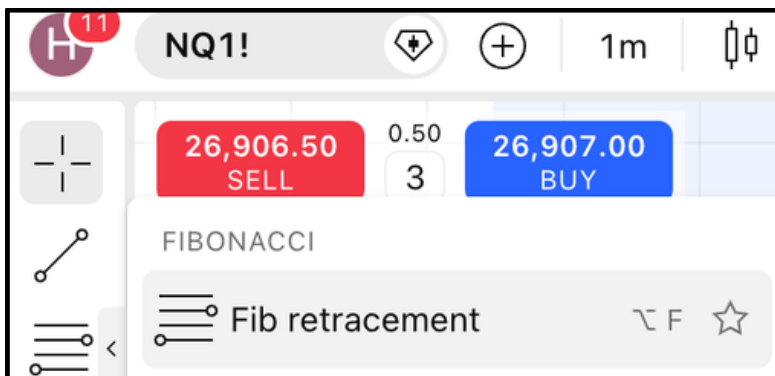 11
H
NQ1!
1m
26,906.50
SELL
0.50
3
26,907.00
BUY
FIBONACCI
Fib retracement
⌥ F